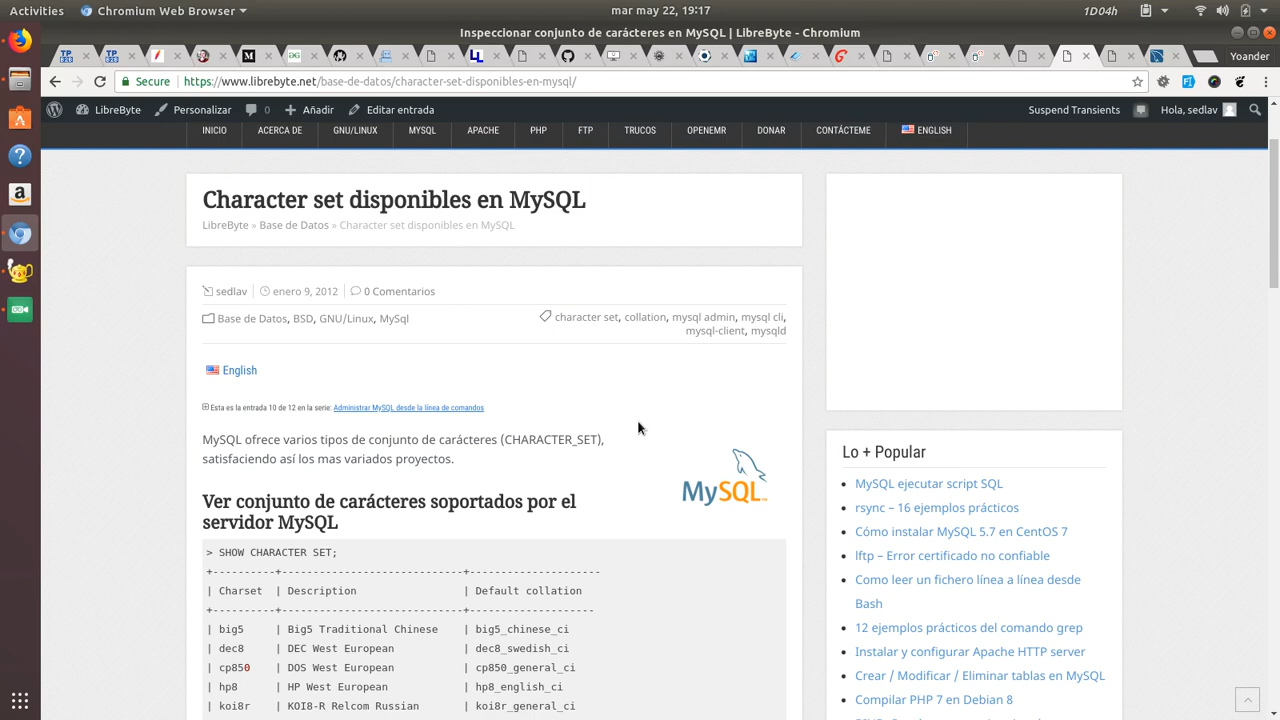 Activities
Chromium Web Browser
mar may 22, 19:17
1D04h
Inspeccionar conjunto de carácteres en MySQL | LibreByte - Chromium
Yoander
Secure
https://www.librebyte.net/base-de-datos/character-set-disponibles-en-mysql/
LibreByte
Personalizar
0
Añadir
Editar entrada
Suspend Transients
Hola, sedlav
INICIO
ACERCA DE
GNU/LINUX
MYSQL
APACHE
PHP
FTP
TRUCOS
OPENEMR
DONAR
CONTÁCTEME
ENGLISH
Character set disponibles en MySQL
LibreByte » Base de Datos » Character set disponibles en MySQL
sedlav
enero 9, 2012
0 Comentarios
Base de Datos, BSD, GNU/Linux, MySql
character set, collation, mysql admin, mysql cli,
mysql-client, mysqld
English
Esta es la entrada 10 de 12 en la serie: Administrar MySQL desde la línea de comandos
MySQL ofrece varios tipos de conjunto de carácteres (CHARACTER_SET),
satisfaciendo así los mas variados proyectos.
MySQL
Ver conjunto de carácteres soportados por el
servidor MySQL
> SHOW CHARACTER SET;
+----------+-----------------------------+---------------------
| Charset | Description | Default collation
+----------+-----------------------------+--------------------
| big5 | Big5 Traditional Chinese | big5_chinese_ci
| dec8 | DEC West European | dec8_swedish_ci
| cp850 | DOS West European | cp850_general_ci
| hp8 | HP West European | hp8_english_ci
| koi8r | KOI8-R Relcom Russian | koi8r_general_ci
Lo + Popular
MySQL ejecutar script SQL
rsync – 16 ejemplos prácticos
Cómo instalar MySQL 5.7 en CentOS 7
lftp – Error certificado no confiable
Como leer un fichero línea a línea desde
Bash
12 ejemplos prácticos del comando grep
Instalar y configurar Apache HTTP server
Crear / Modificar / Eliminar tablas en MySQL
Compilar PHP 7 en Debian 8